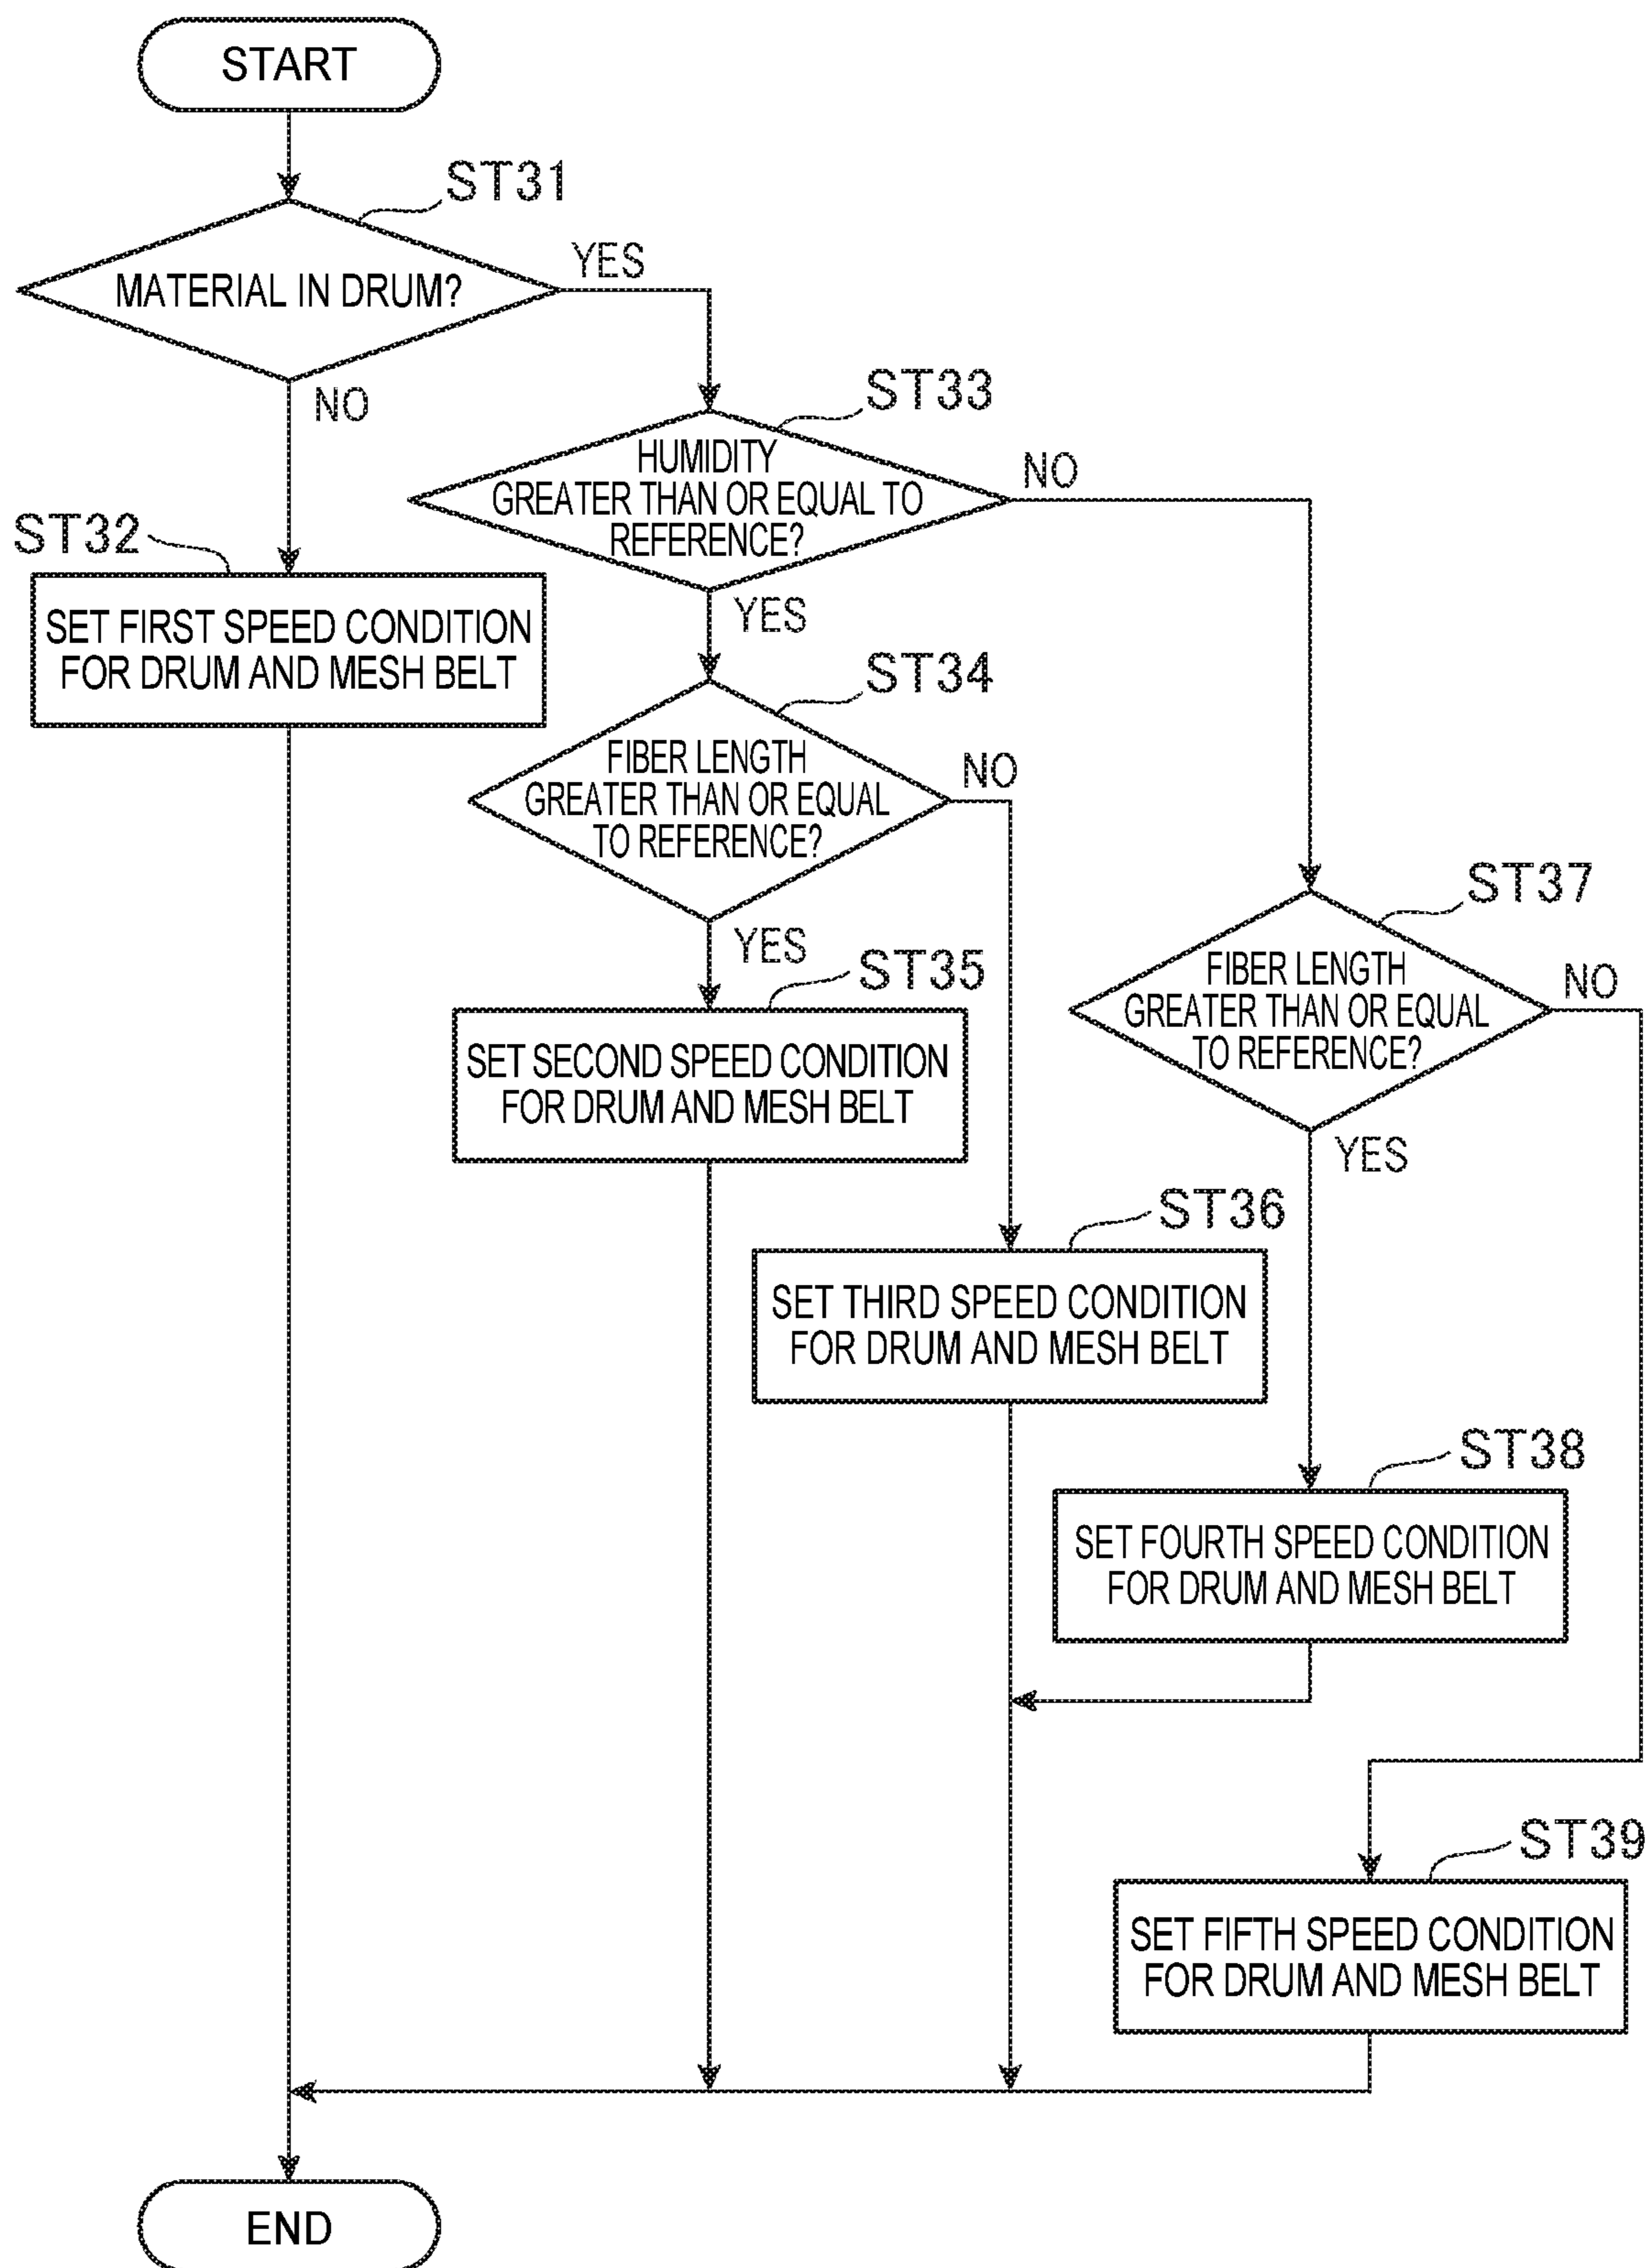 START
ST31
MATERIAL IN DRUM?
YES
NO
ST33
HUMIDITY
GREATER THAN OR EQUAL TO
REFERENCE?
NO
YES
ST32
SET FIRST SPEED CONDITION
FOR DRUM AND MESH BELT
ST34
FIBER LENGTH
GREATER THAN OR EQUAL
TO REFERENCE?
NO
YES
ST35
SET SECOND SPEED CONDITION
FOR DRUM AND MESH BELT
ST37
FIBER LENGTH
GREATER THAN OR EQUAL
TO REFERENCE?
NO
YES
ST36
SET THIRD SPEED CONDITION
FOR DRUM AND MESH BELT
ST38
SET FOURTH SPEED CONDITION
FOR DRUM AND MESH BELT
ST39
SET FIFTH SPEED CONDITION
FOR DRUM AND MESH BELT
END